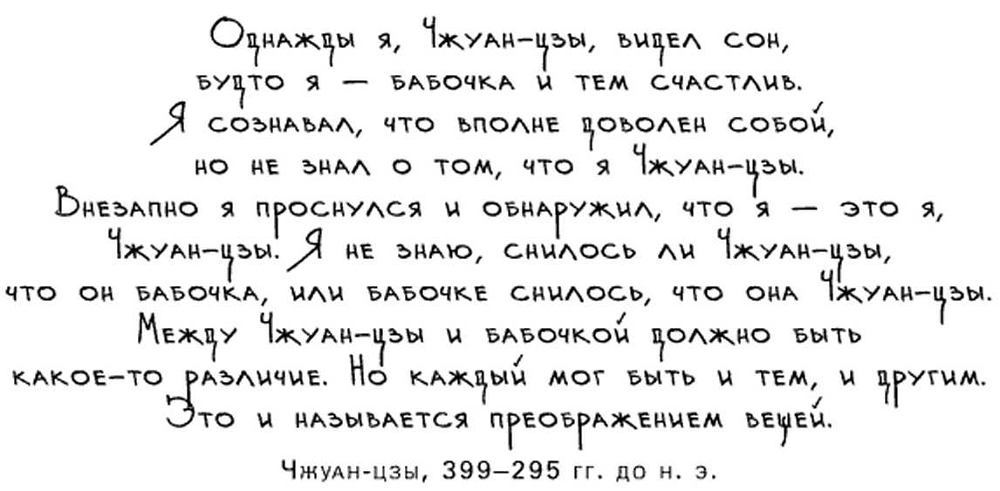 Однажды я, Чжуан-цзы, видел сон,
будто я — бабочка и тем счастлив.
Я сознавал, что вполне доволен собой,
но не знал о том, что я Чжуан-цзы.
Внезапно я проснулся и обнаружил, что я — это я,
Чжуан-цзы. Я не знаю, снилось ли Чжуан-цзы,
что он бабочка, или бабочке снилось, что она Чжуан-цзы.
Между Чжуан-цзы и бабочкой должно быть
какое-то различие. Но каждый мог быть и тем, и другим.
Это и называется преображением вещей.
Чжуан-цзы, 399–295 гг. до н. э.